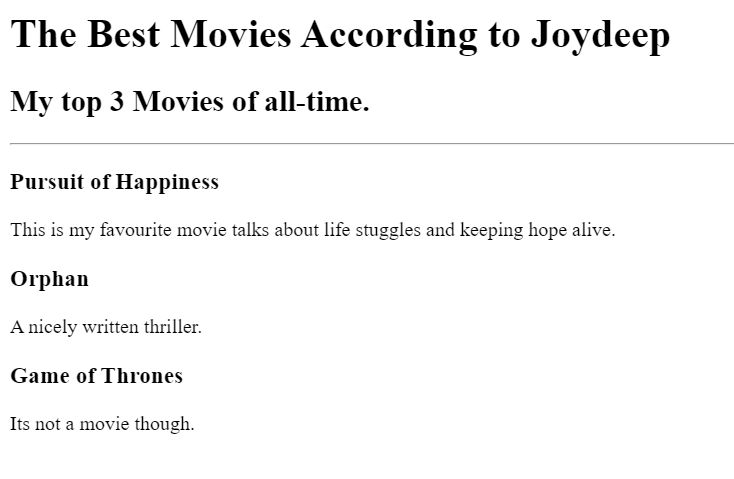 The Best Movies According to Joydeep
My top 3 Movies of all-time.
Pursuit of Happiness
This is my favourite movie talks about life stuggles and keeping hope alive.
Orphan
A nicely written thriller.
Game of Thrones
Its not a movie though.